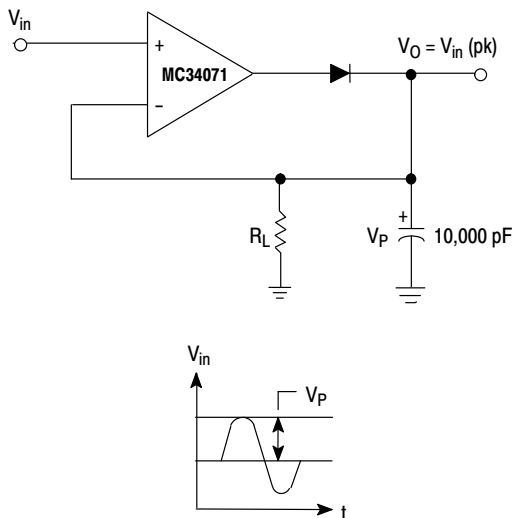 V_in
V_O = V_in (pk)
+
MC34071
−
R_L
+
V_P
10,000 pF
V_in
V_P
t